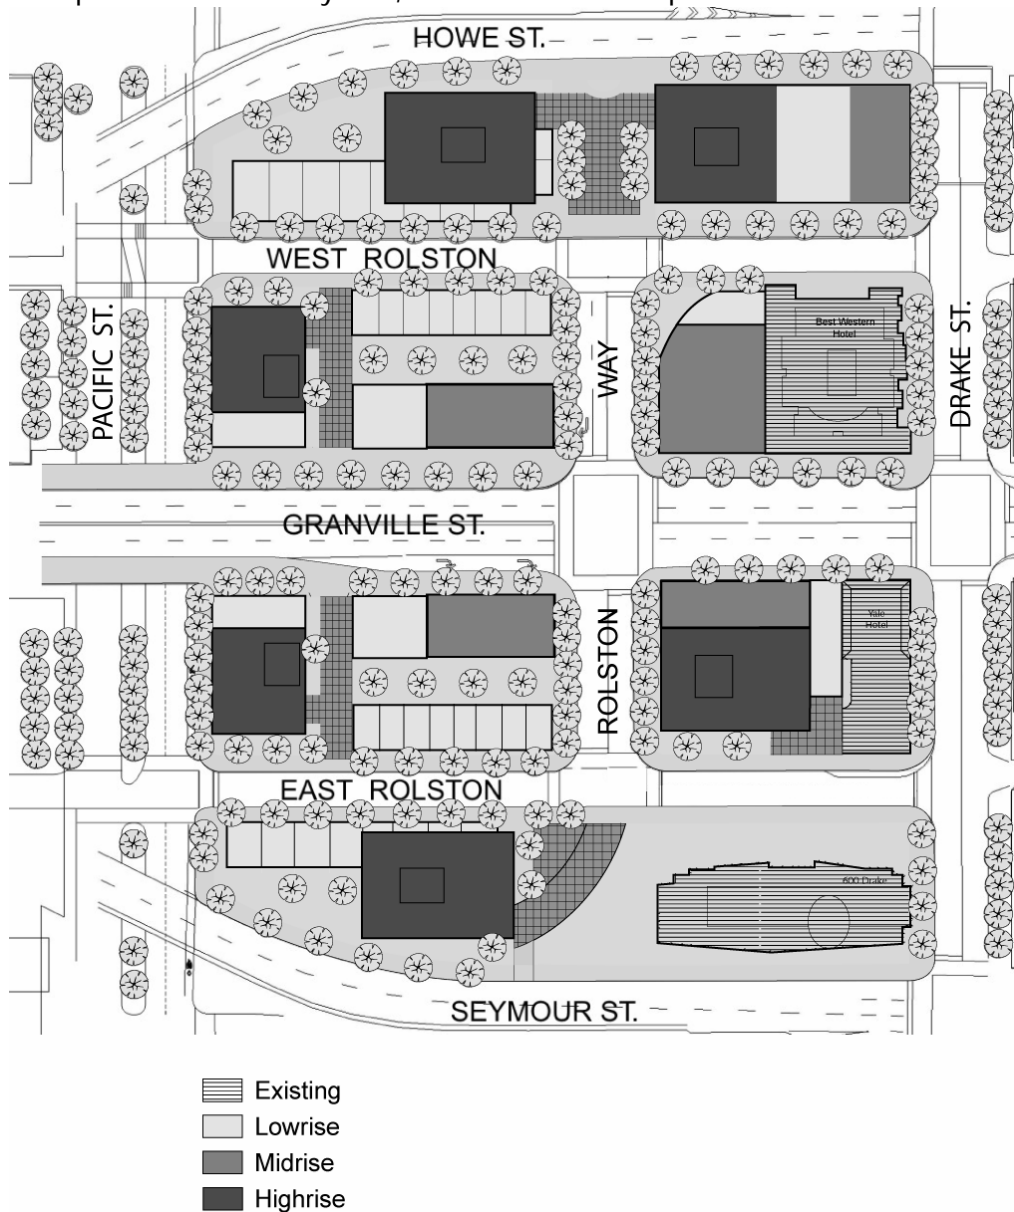 HOWE ST.
WEST ROLSTON
PACIFIC ST.
WAY
Best Western
Hotel
DRAKE ST.
GRANVILLE ST.
ROLSTON
Yale
Hotel
EAST ROLSTON
600 Drake
SEYMOUR ST.
Existing
Lowrise
Midrise
Highrise